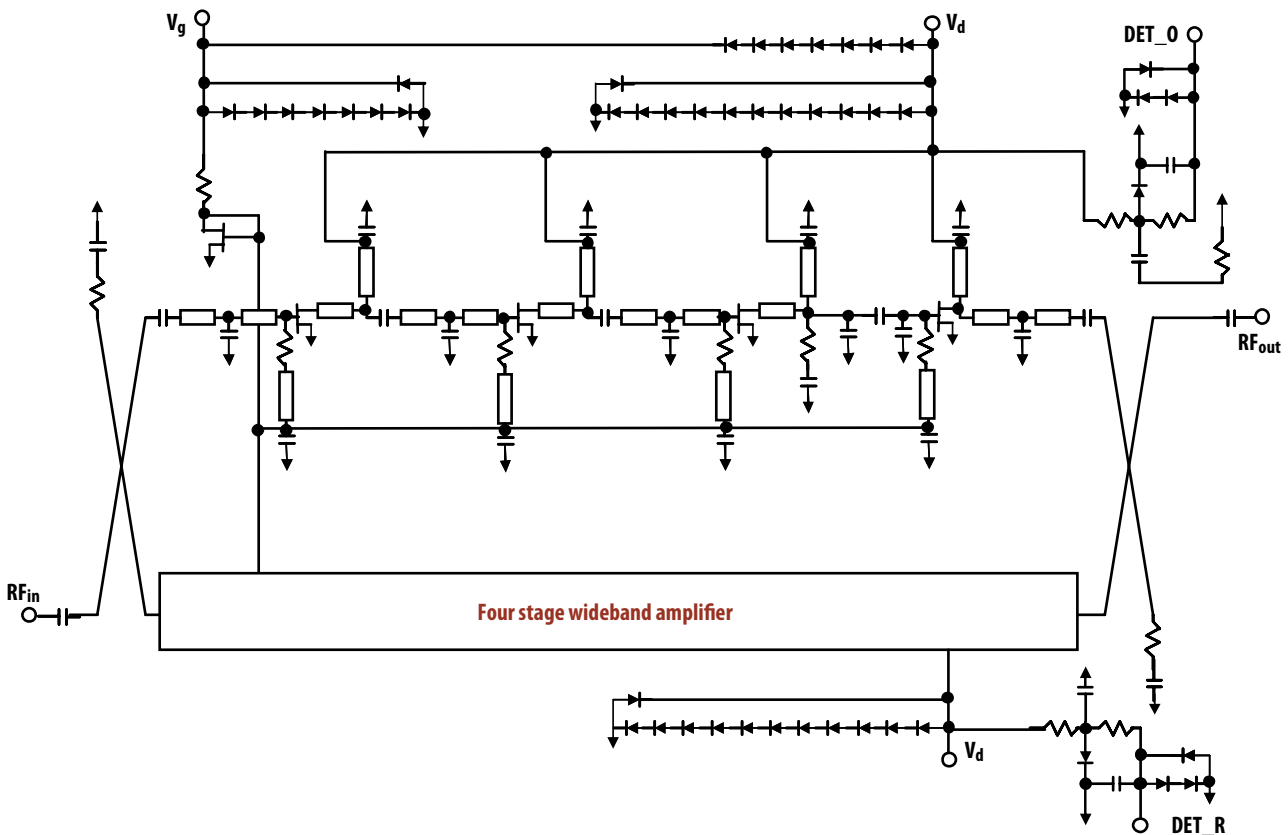 Vg
Vd
DET_O
RFout
RFin
Four stage wideband amplifier
Vd
DET_R